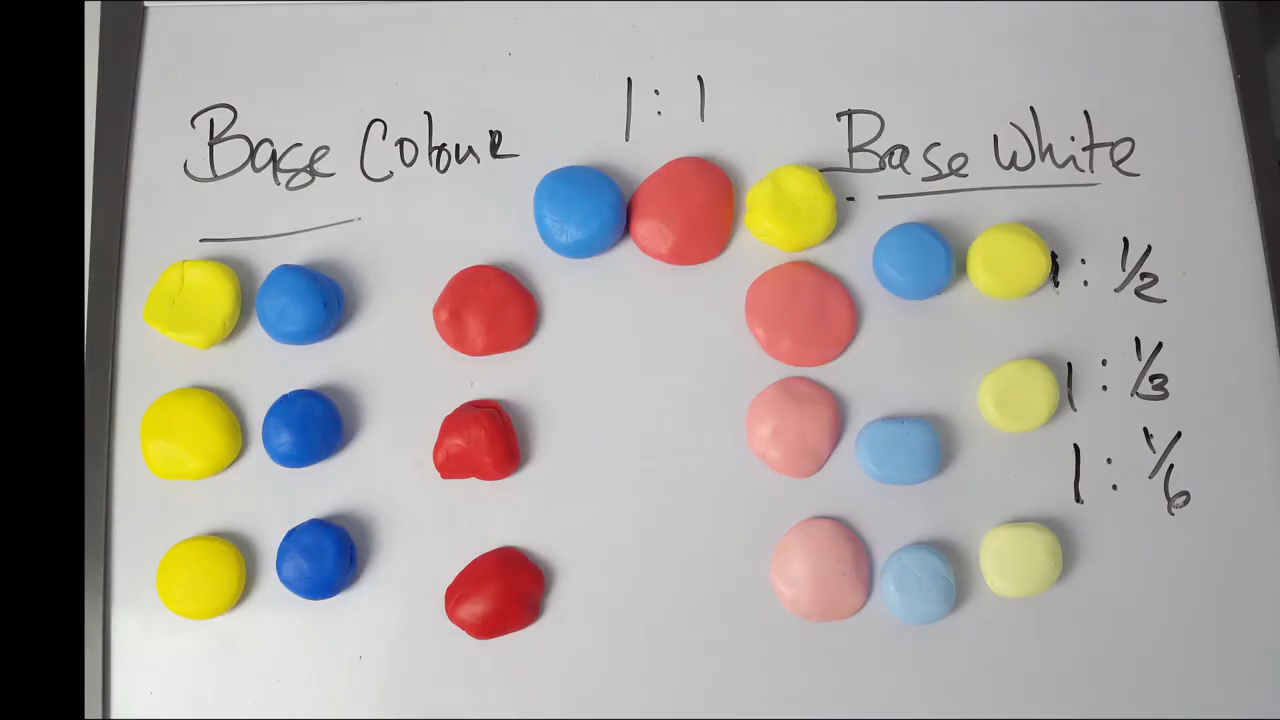 1 : 1
Base Colour
Base White
1 : 1/2
1 : 1/3
1 : 1/6